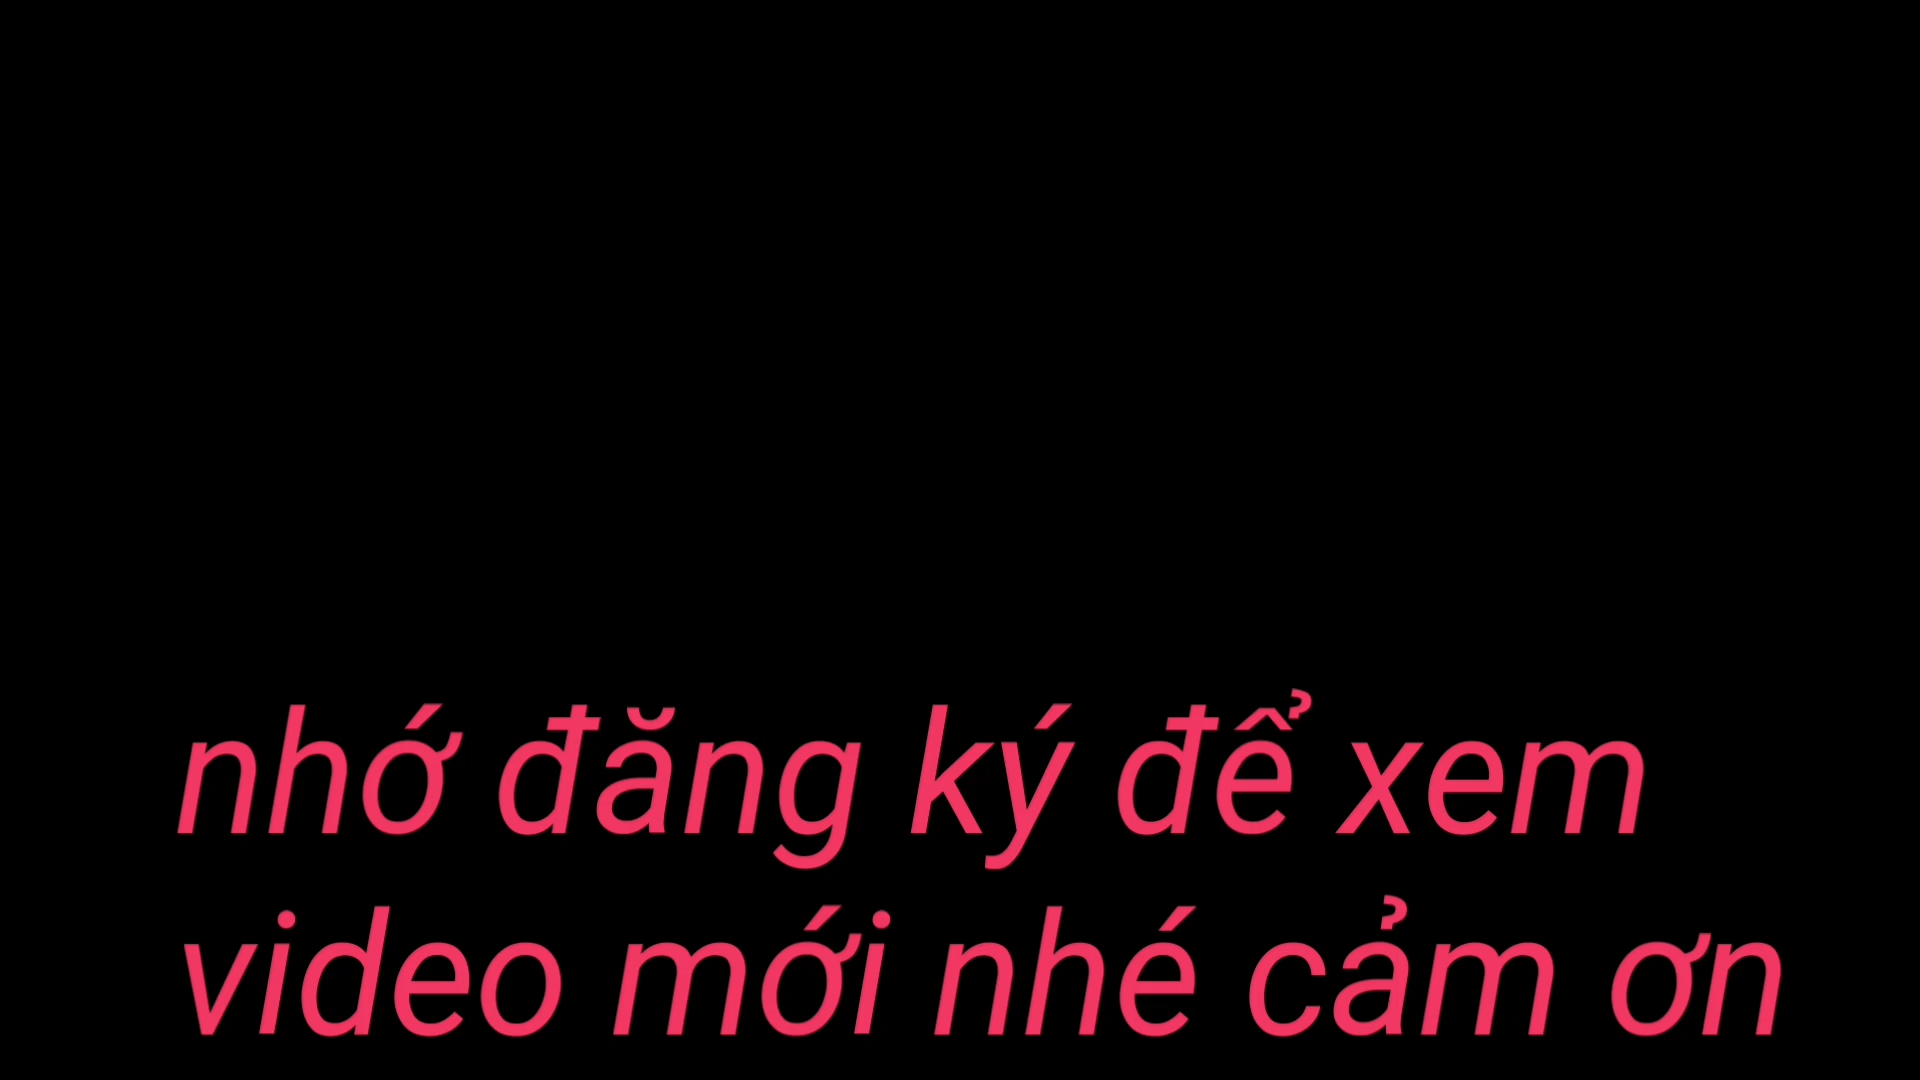 nhớ đăng ký để xem
video mới nhé cảm ơn